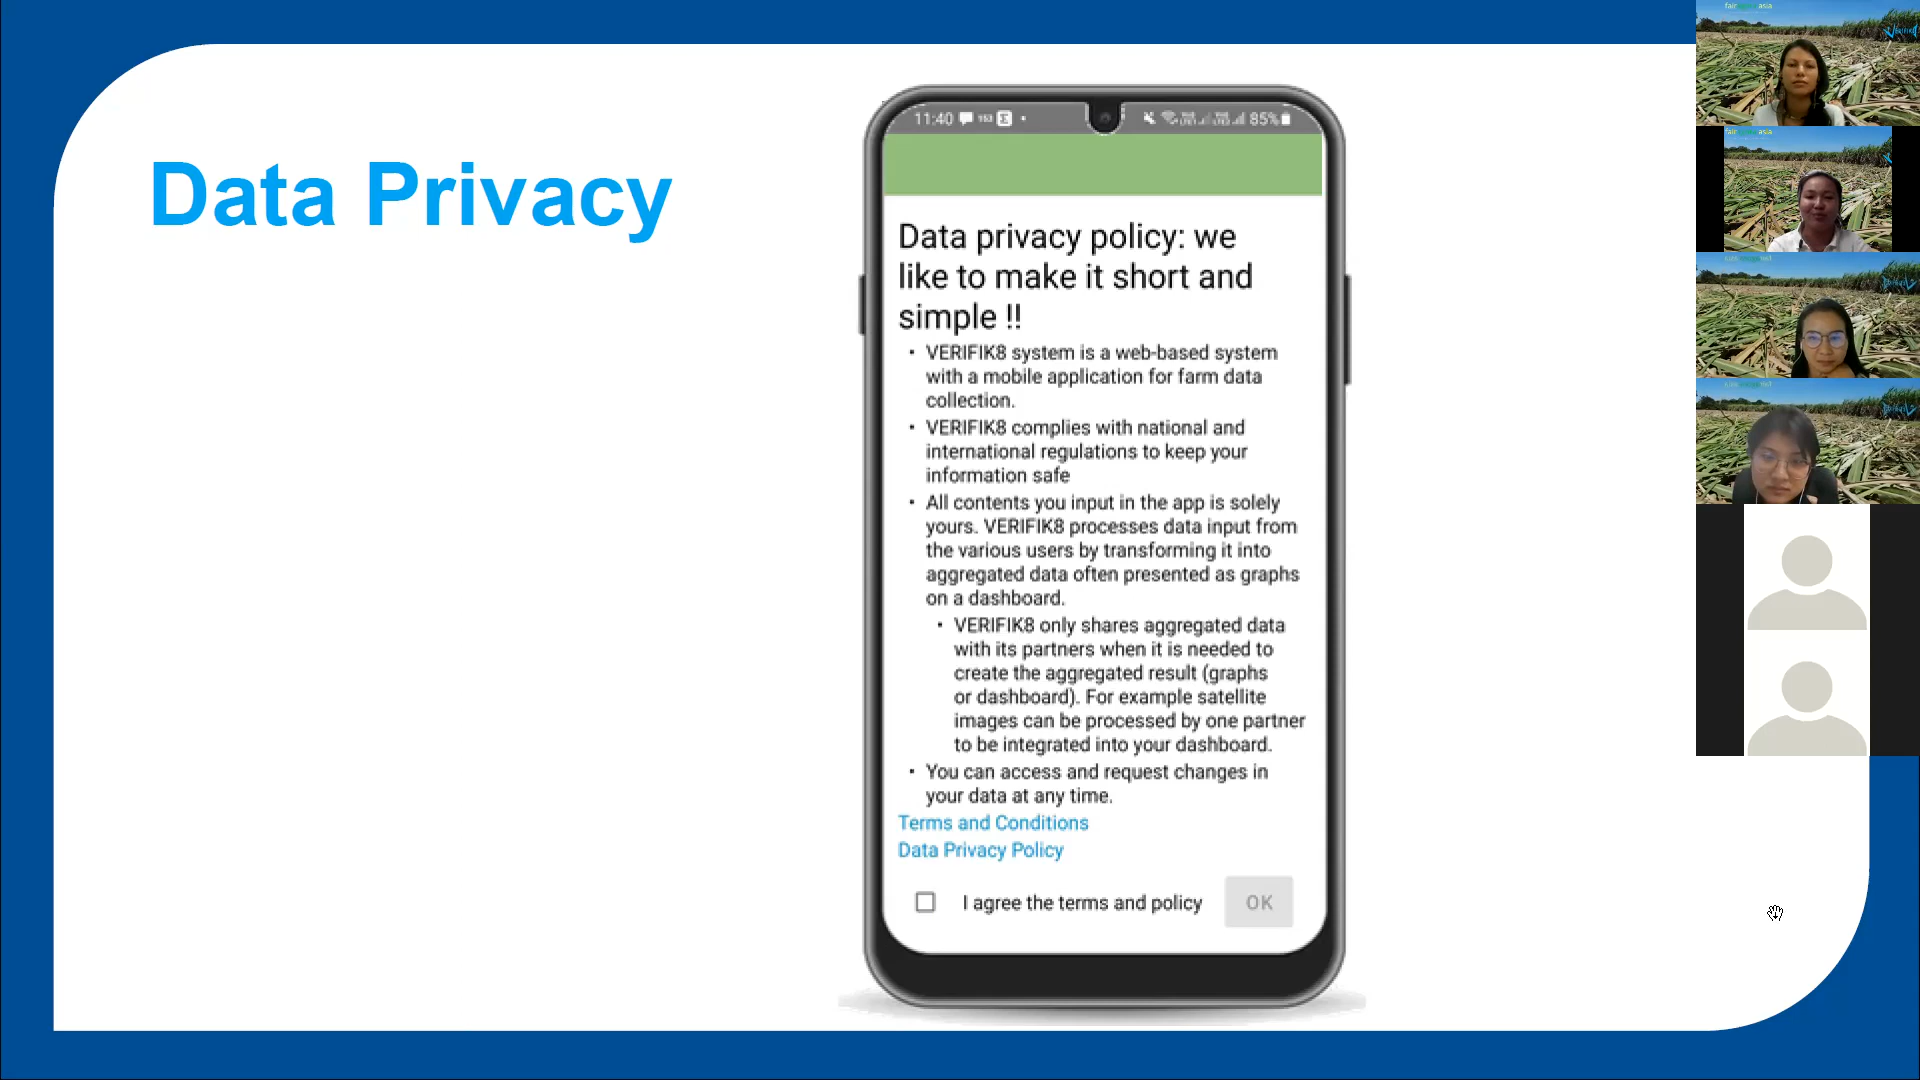 Data Privacy
11:40
85%
Data privacy policy: we
like to make it short and
simple !!
• VERIFIK8 system is a web-based system
with a mobile application for farm data
collection.
• VERIFIK8 complies with national and
international regulations to keep your
information safe
• All contents you input in the app is solely
yours. VERIFIK8 processes data input from
the various users by transforming it into
aggregated data often presented as graphs
on a dashboard.
• VERIFIK8 only shares aggregated data
with its partners when it is needed to
create the aggregated result (graphs
or dashboard). For example satellite
images can be processed by one partner
to be integrated into your dashboard.
• You can access and request changes in
your data at any time.
Terms and Conditions
Data Privacy Policy
I agree the terms and policy
OK